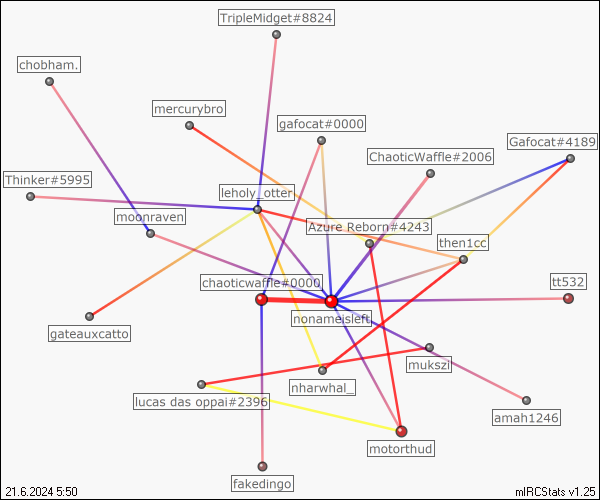 TripleMidget#8824
chobham.
mercurybro
gafocat#0000
Gafocat#4189
ChaoticWaffle#2006
Thinker#5995
leholy_otter
moonraven
Azure Reborn#4243
then1cc
chaoticwaffle#0000
tt532
nonameisleft
gateauxcatto
mukszi
nharwhal_
lucas das oppai#2396
amah1246
motorthud
fakedingo
21.6.2024 5:50
mIRCStats v1.25